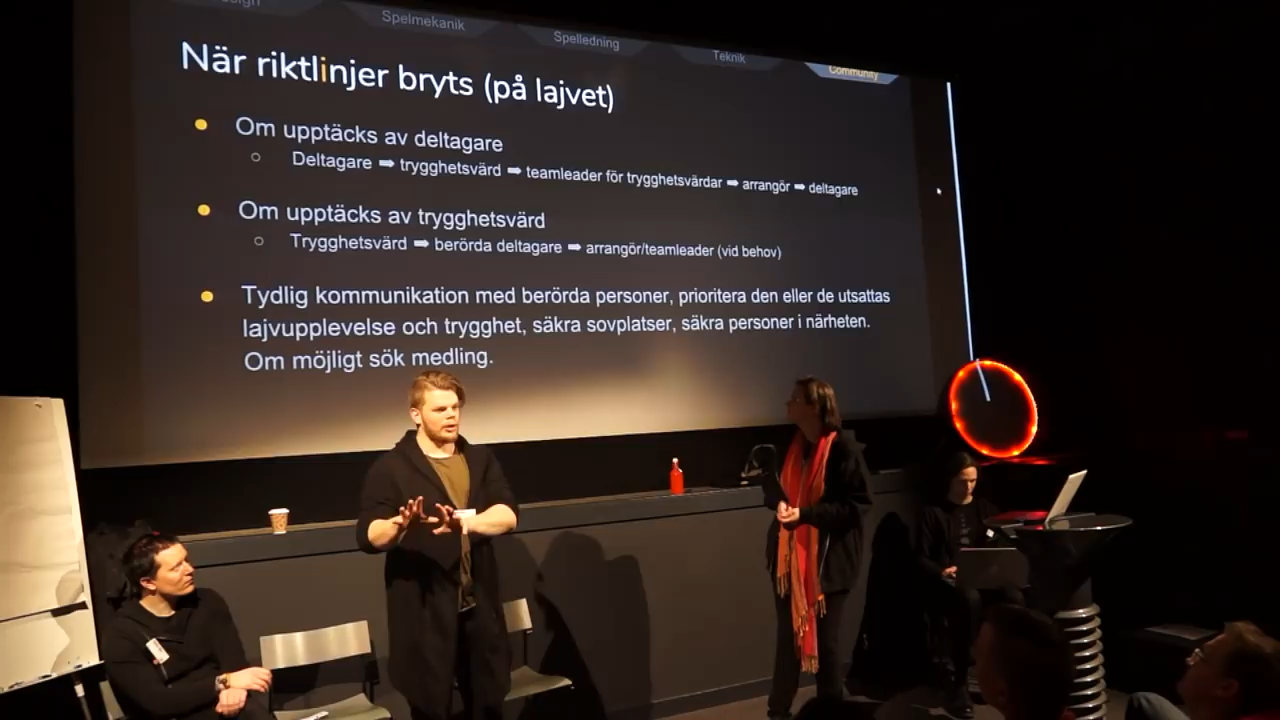 Spelmekanik
Spelledning
Teknik
Community
När riktlinjer bryts (på lajvet)
Om upptäcks av deltagare
Deltagare ➡ trygghetsvärd ➡ teamleader för trygghetsvärdar ➡ arrangör ➡ deltagare
Om upptäcks av trygghetsvärd
Trygghetsvärd ➡ berörda deltagare ➡ arrangör/teamleader (vid behov)
Tydlig kommunikation med berörda personer, prioritera den eller de utsattas
lajvupplevelse och trygghet, säkra sovplatser, säkra personer i närheten.
Om möjligt sök medling.